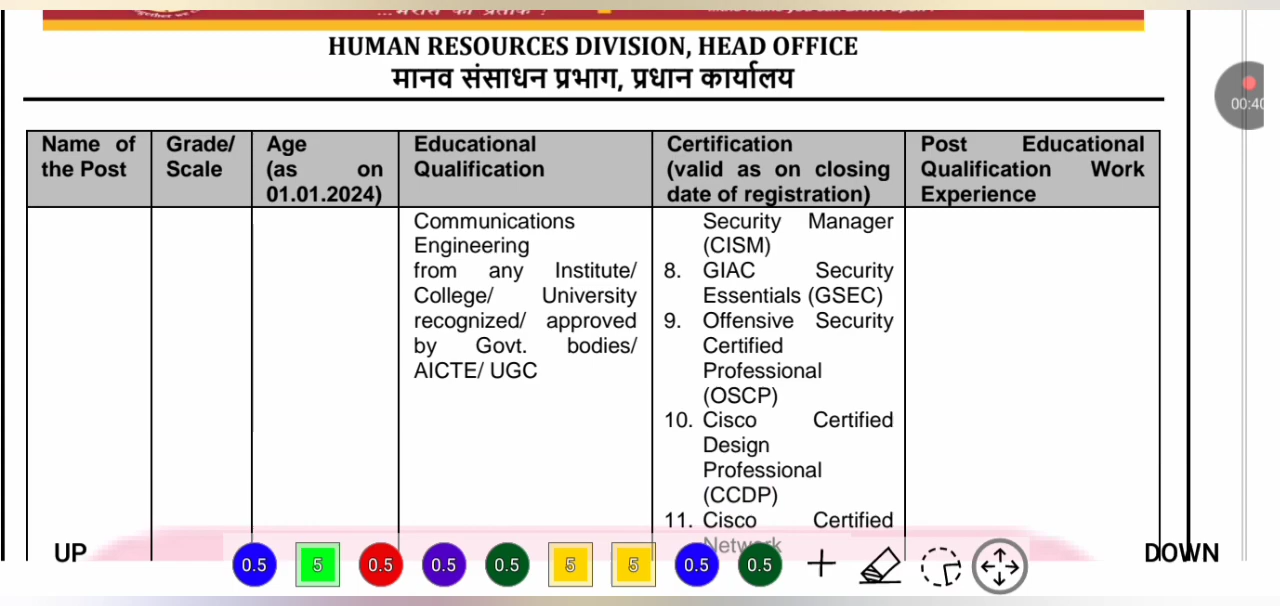 ...भरोसे का प्रतीक !
HUMAN RESOURCES DIVISION, HEAD OFFICE
मानव संसाधन प्रभाग, प्रधान कार्यालय
00:40
Name of the Post
Grade/ Scale
Age (as on 01.01.2024)
Educational Qualification
Certification (valid as on closing date of registration)
Post Educational Qualification Work Experience
Communications
Engineering
from any Institute/
College/ University
recognized/ approved
by Govt. bodies/
AICTE/ UGC
Security Manager
(CISM)
8. GIAC Security
Essentials (GSEC)
9. Offensive Security
Certified
Professional
(OSCP)
10. Cisco Certified
Design
Professional
(CCDP)
11. Cisco Certified
Network
UP
DOWN
0.5 5 0.5 0.5 0.5 5 5 0.5 0.5